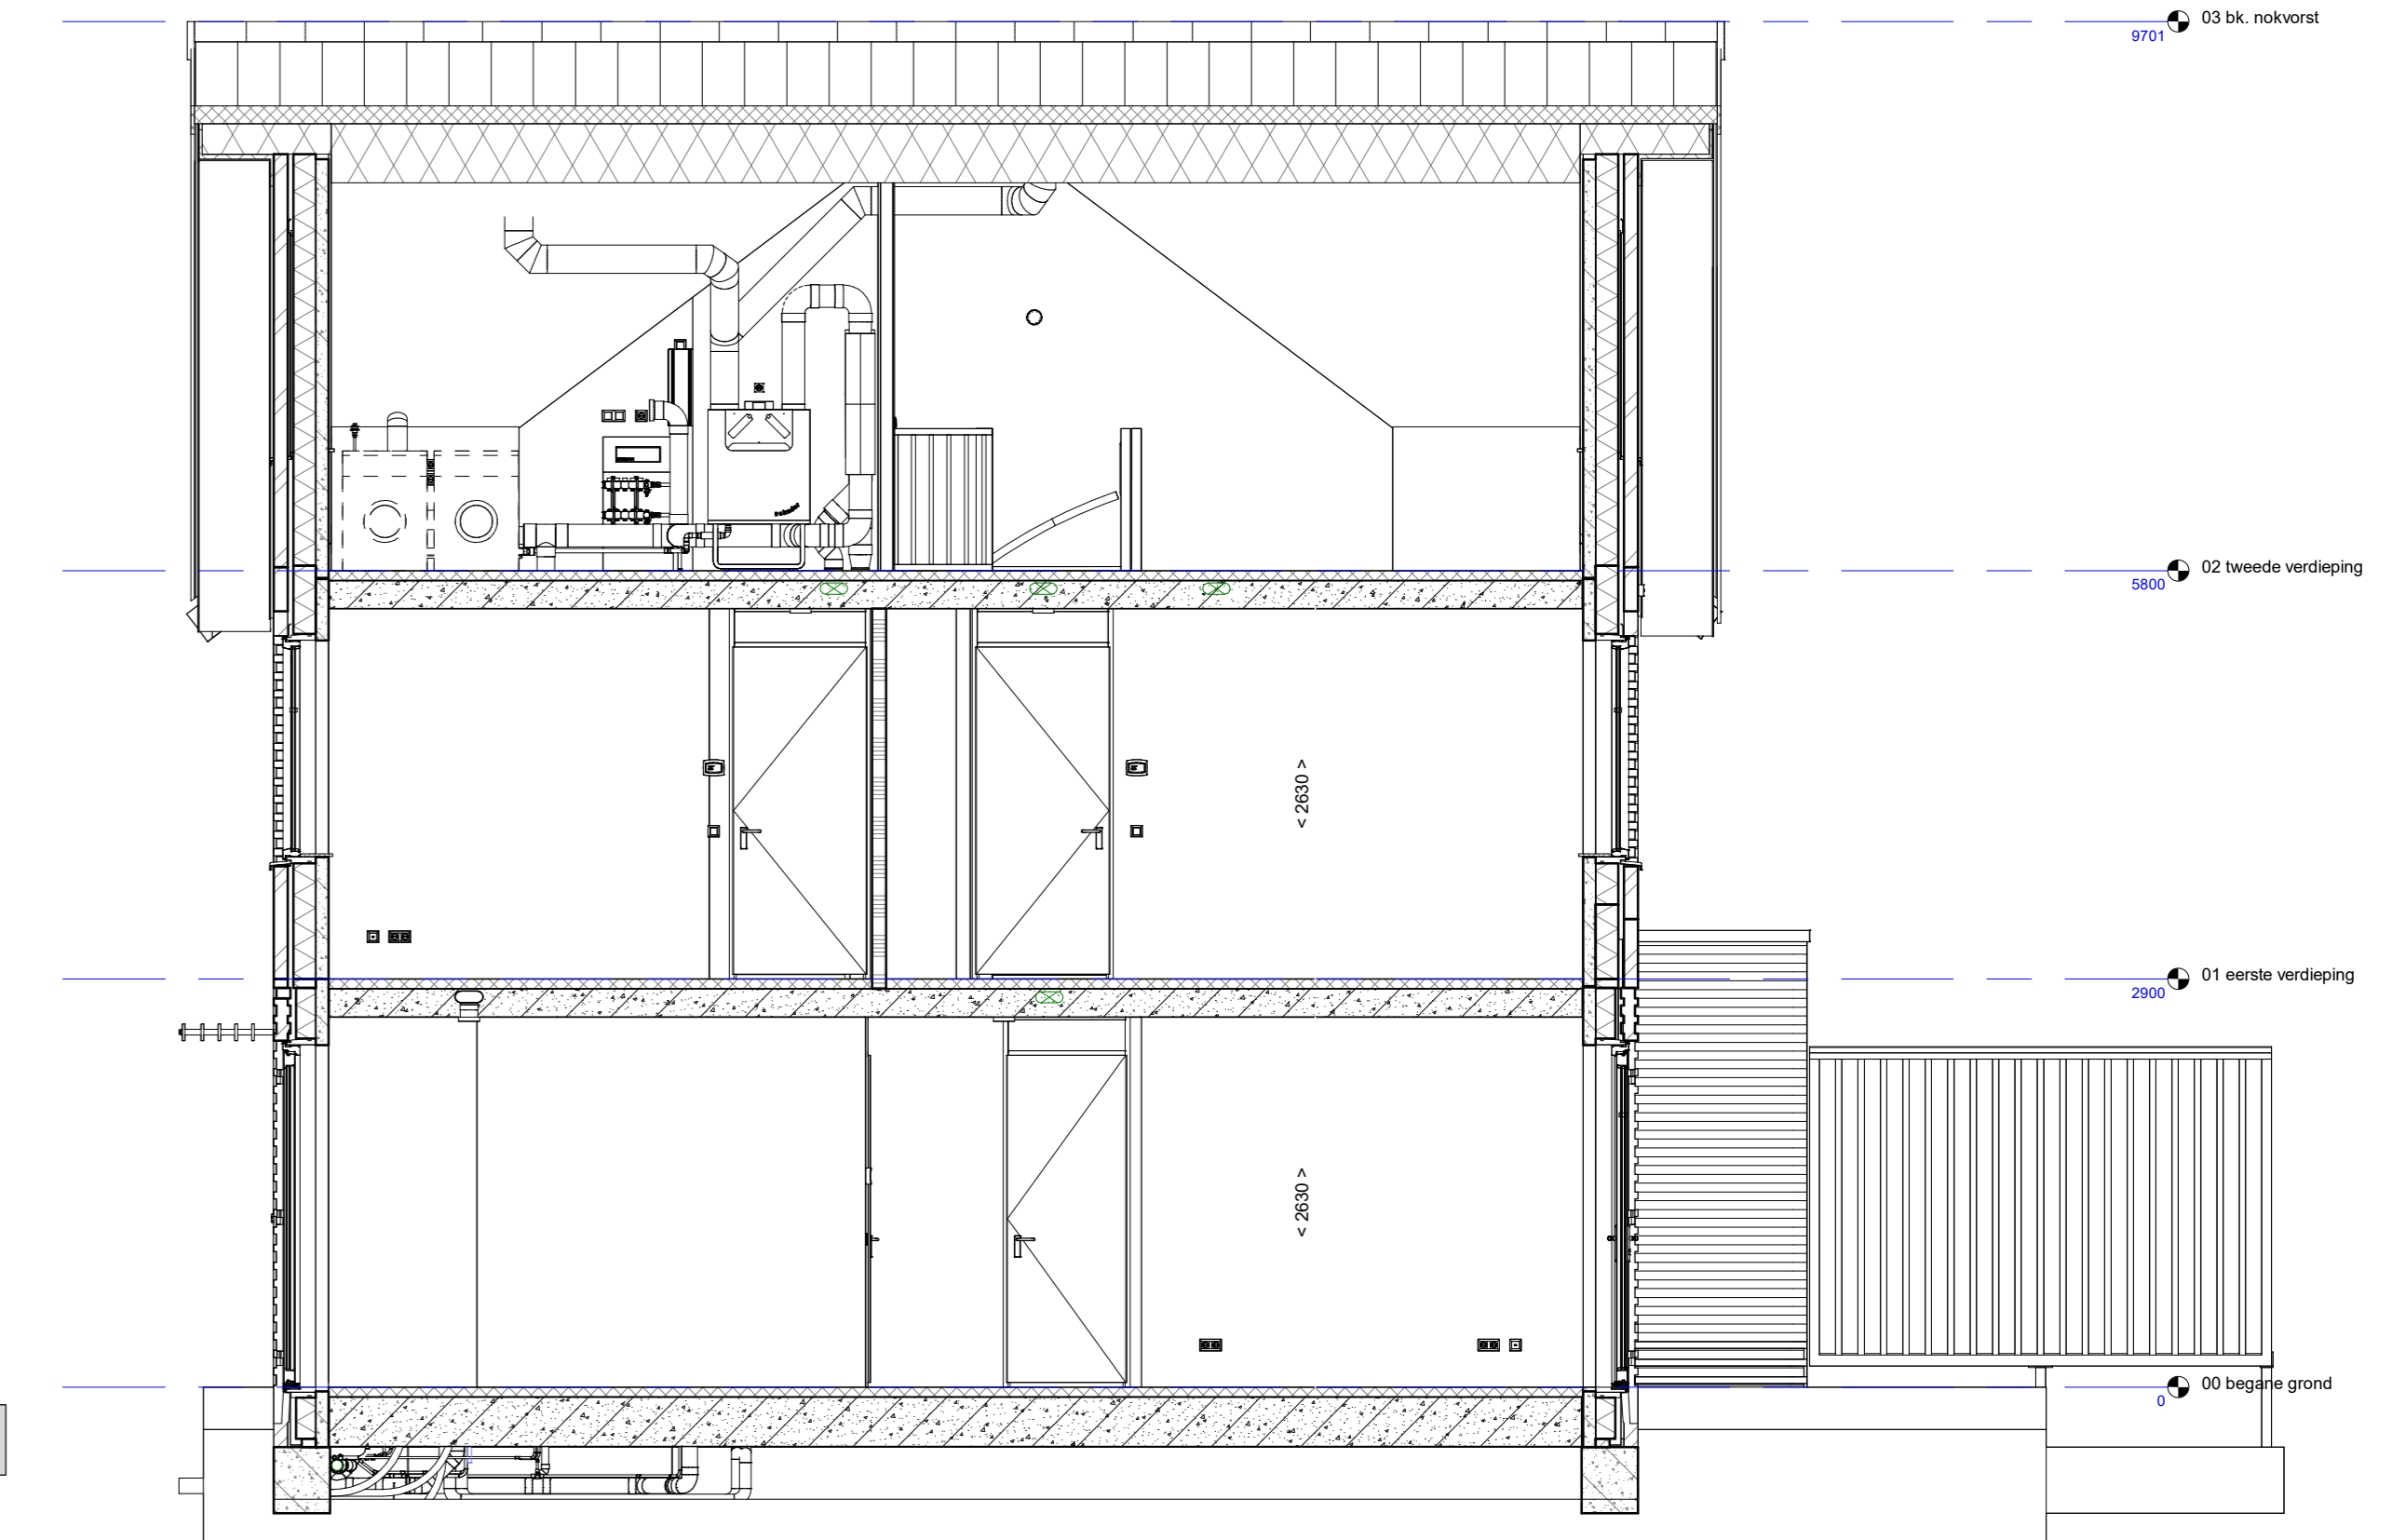 03 bk. nokvorst
9701
02 tweede verdieping
5800
< 2630 >
01 eerste verdieping
2900
< 2630 >
00 begane grond
0